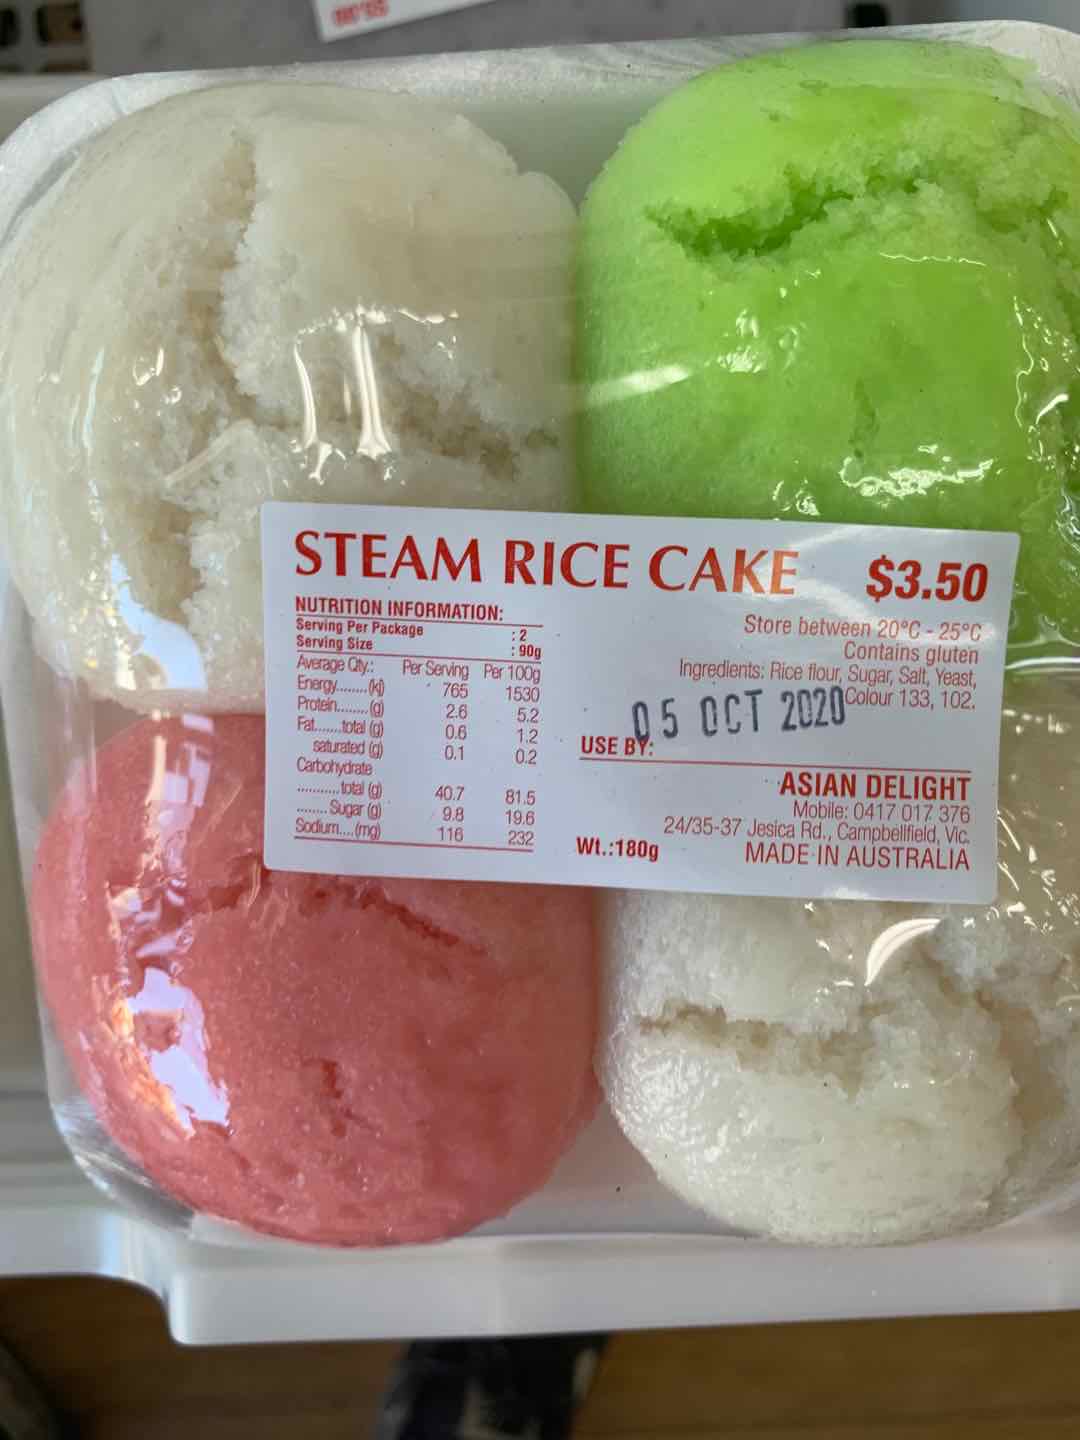 STEAM RICE CAKE $3.50
NUTRITION INFORMATION:
Serving Per Package : 2
Serving Size : 90g
Average Qty.: Per Serving Per 100g
Energy........(kj) 765 1530
Protein........(g) 2.6 5.2
Fat.......total (g) 0.6 1.2
saturated (g) 0.1 0.2
Carbohydrate
...........total (g) 40.7 81.5
........ Sugar (g) 9.8 19.6
Sodium....(mg) 116 232
Store between 20°C - 25°C
Contains gluten
Ingredients: Rice flour, Sugar, Salt, Yeast,
Colour 133, 102.
05 OCT 2020
USE BY:
ASIAN DELIGHT
Mobile: 0417 017 376
24/35-37 Jesica Rd., Campbellfield, Vic.
Wt.:180g MADE IN AUSTRALIA